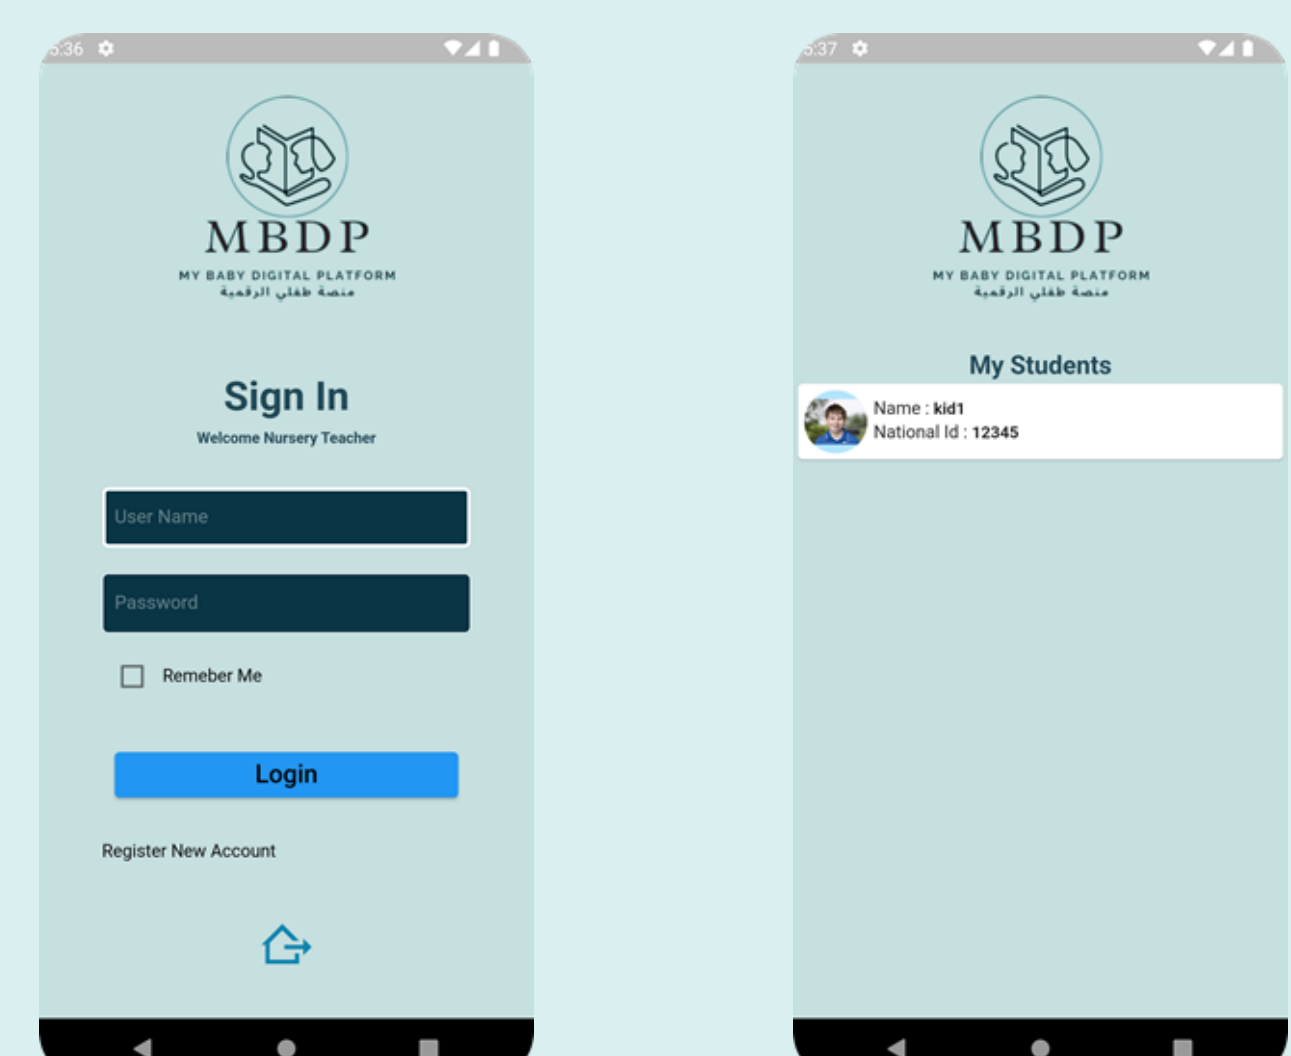 5:36
MBDP
MY BABY DIGITAL PLATFORM
منصة طفلي الرقمية
Sign In
Welcome Nursery Teacher
User Name
Password
Remeber Me
Login
Register New Account
5:37
MBDP
MY BABY DIGITAL PLATFORM
منصة طفلي الرقمية
My Students
Name : kid1
National Id : 12345